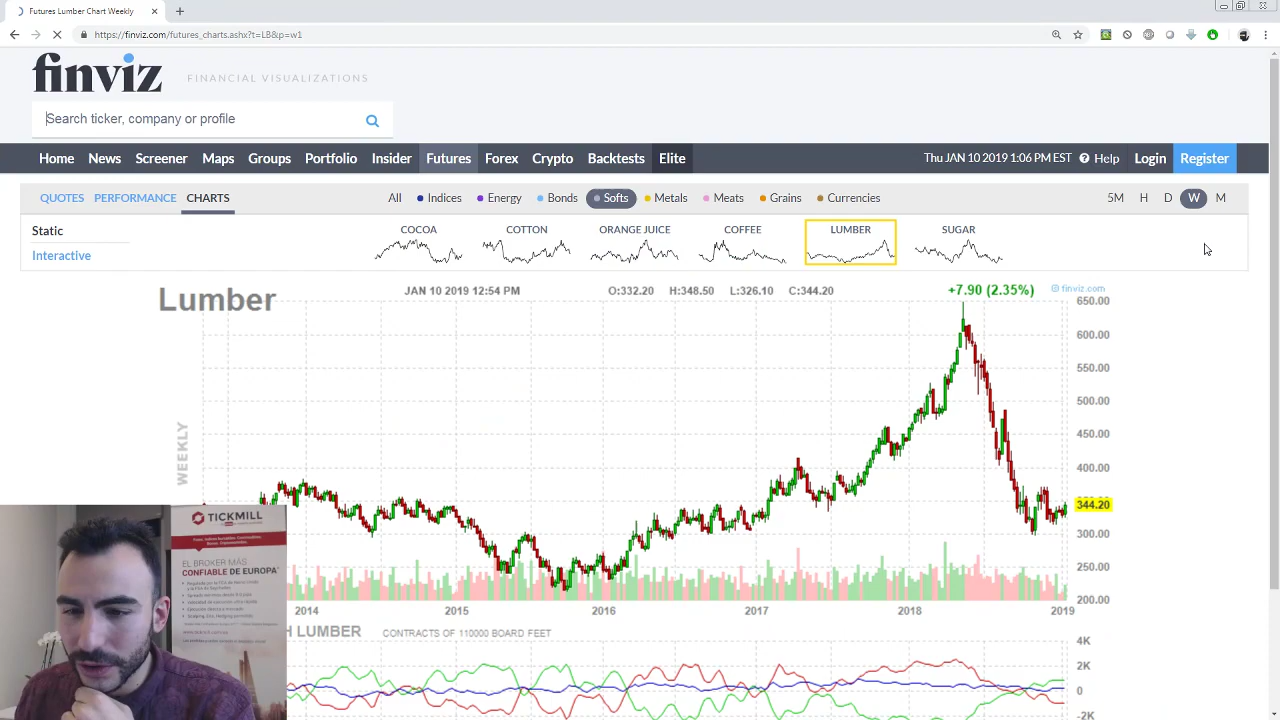 Futures Lumber Chart Weekly
https://finviz.com/futures_charts.ashx?t=LB&p=w1
finviz FINANCIAL VISUALIZATIONS
Search ticker, company or profile
Home News Screener Maps Groups Portfolio Insider Futures Forex Crypto Backtests Elite Thu JAN 10 2019 1:06 PM EST Help Login Register
QUOTES PERFORMANCE CHARTS All Indices Energy Bonds Softs Metals Meats Grains Currencies 5M H D W M
Static
Interactive
COCOA COTTON ORANGE JUICE COFFEE LUMBER SUGAR
Lumber JAN 10 2019 12:54 PM O:332.20 H:348.50 L:326.10 C:344.20 +7.90 (2.35%) finviz.com
650.00
600.00
550.00
500.00
450.00
400.00
344.20
300.00
250.00
200.00
WEEKLY
2014 2015 2016 2017 2018 2019
H LUMBER CONTRACTS OF 110000 BOARD FEET
4K
2K
0
-2K
TICKMILL
EL BROKER MÁS
CONFIABLE DE EUROPA*